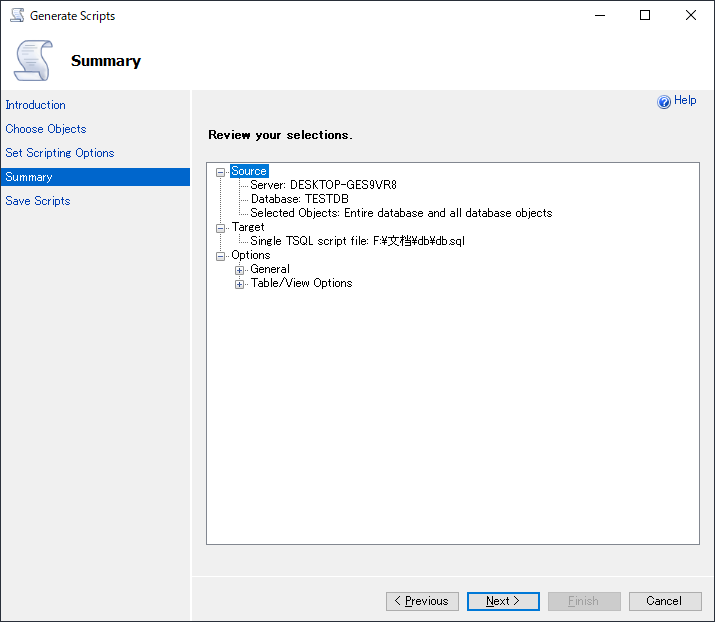 Generate Scripts
Summary
Introduction
Choose Objects
Set Scripting Options
Summary
Save Scripts
Help
Review your selections.
Source
Server: DESKTOP-GES9VR8
Database: TESTDB
Selected Objects: Entire database and all database objects
Target
Single TSQL script file: F:¥文档¥db¥db.sql
Options
General
Table/View Options
< Previous
Next >
Finish
Cancel